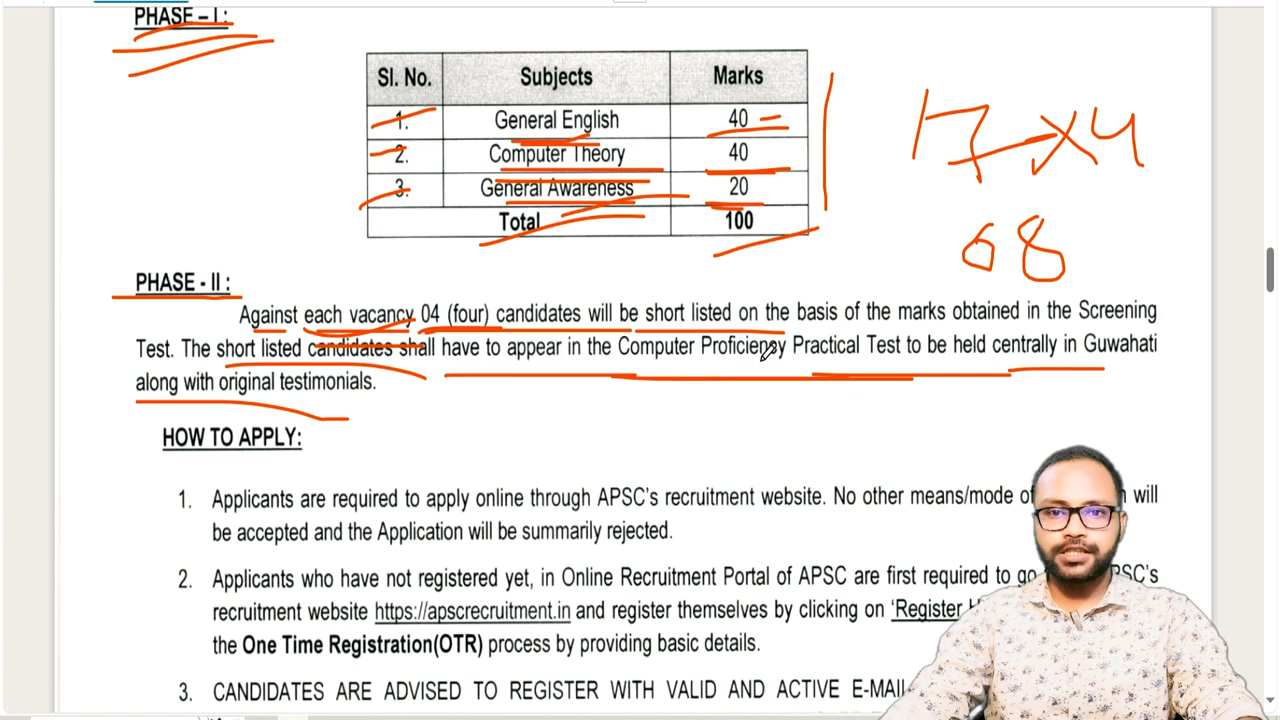 PHASE – I :
Sl. No. Subjects Marks
1. General English 40
2. Computer Theory 40
3. General Awareness 20
Total 100
17 x 4
68
PHASE - II :
Against each vacancy 04 (four) candidates will be short listed on the basis of the marks obtained in the Screening
Test. The short listed candidates shall have to appear in the Computer Proficiency Practical Test to be held centrally in Guwahati
along with original testimonials.
HOW TO APPLY:
1. Applicants are required to apply online through APSC's recruitment website. No other means/mode of will
be accepted and the Application will be summarily rejected.
2. Applicants who have not registered yet, in Online Recruitment Portal of APSC are first required to go
recruitment website https://apscrecruitment.in and register themselves by clicking on 'Register
the One Time Registration(OTR) process by providing basic details.
3. CANDIDATES ARE ADVISED TO REGISTER WITH VALID AND ACTIVE E-MAIL